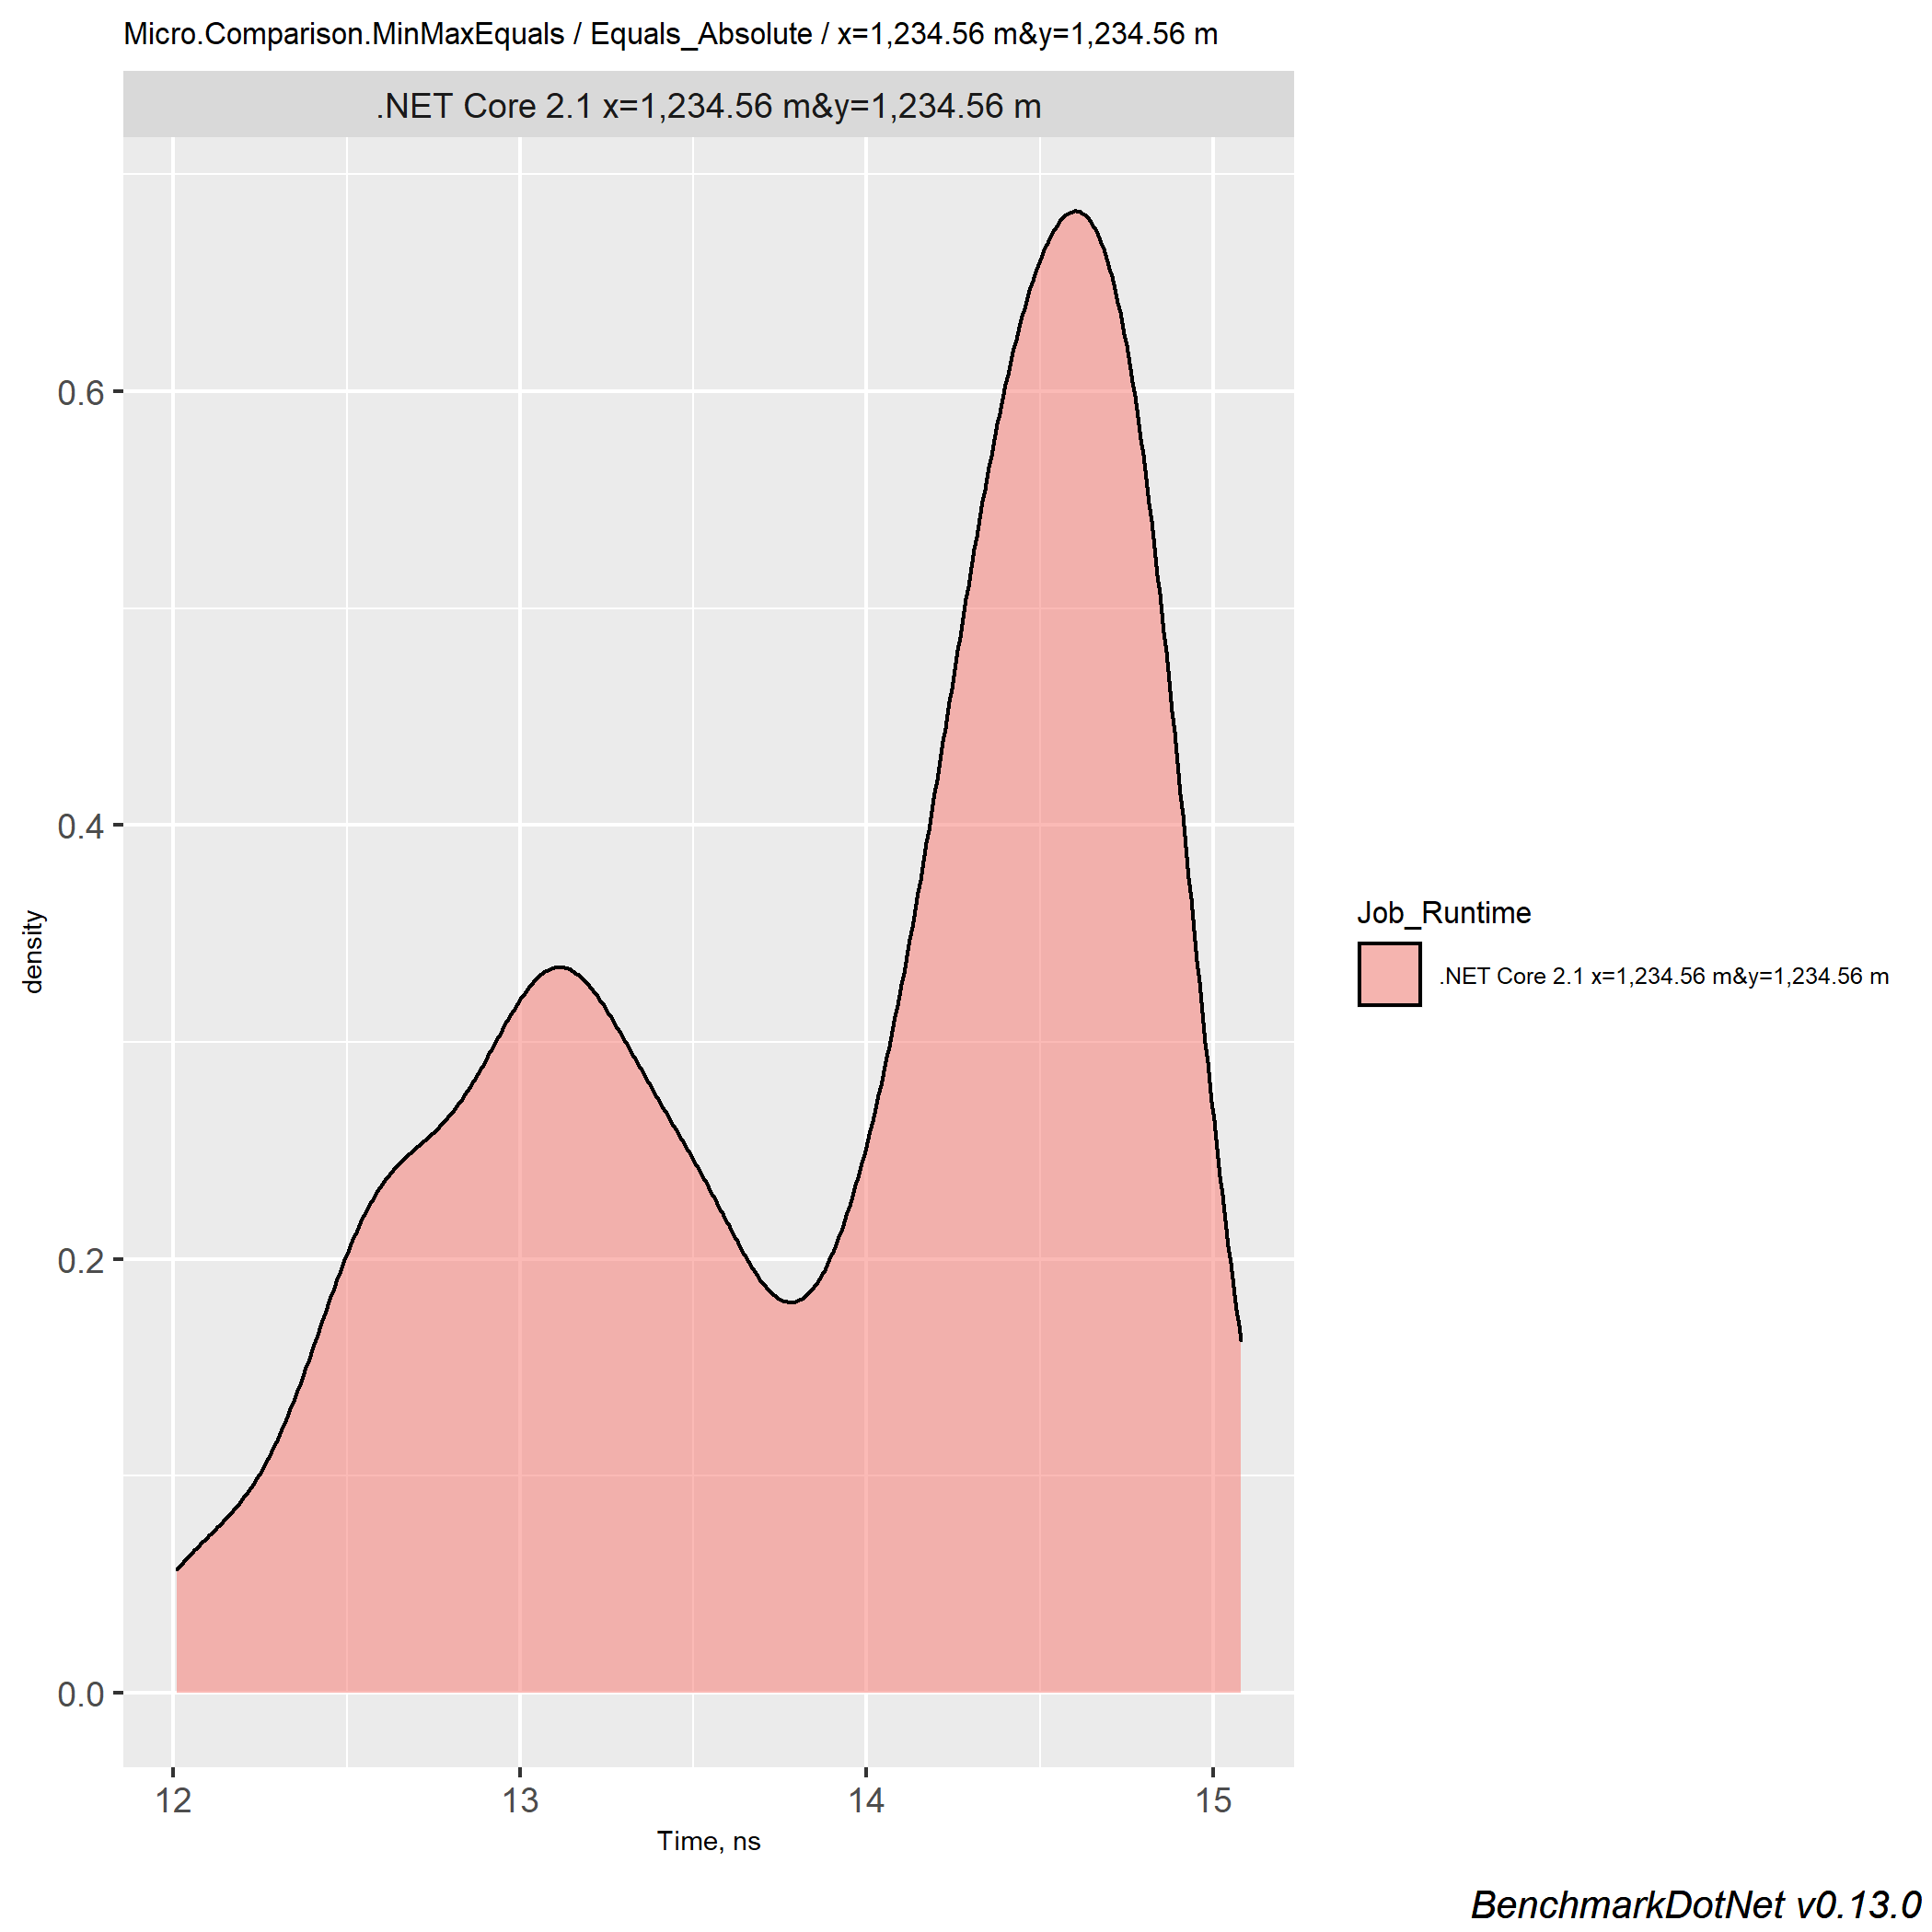 Micro.Comparison.MinMaxEquals / Equals_Absolute / x=1,234.56 m&y=1,234.56 m
.NET Core 2.1 x=1,234.56 m&y=1,234.56 m
0.6
0.4
0.2
0.0
density
12 13 14 15
Time, ns
Job_Runtime
.NET Core 2.1 x=1,234.56 m&y=1,234.56 m
BenchmarkDotNet v0.13.0